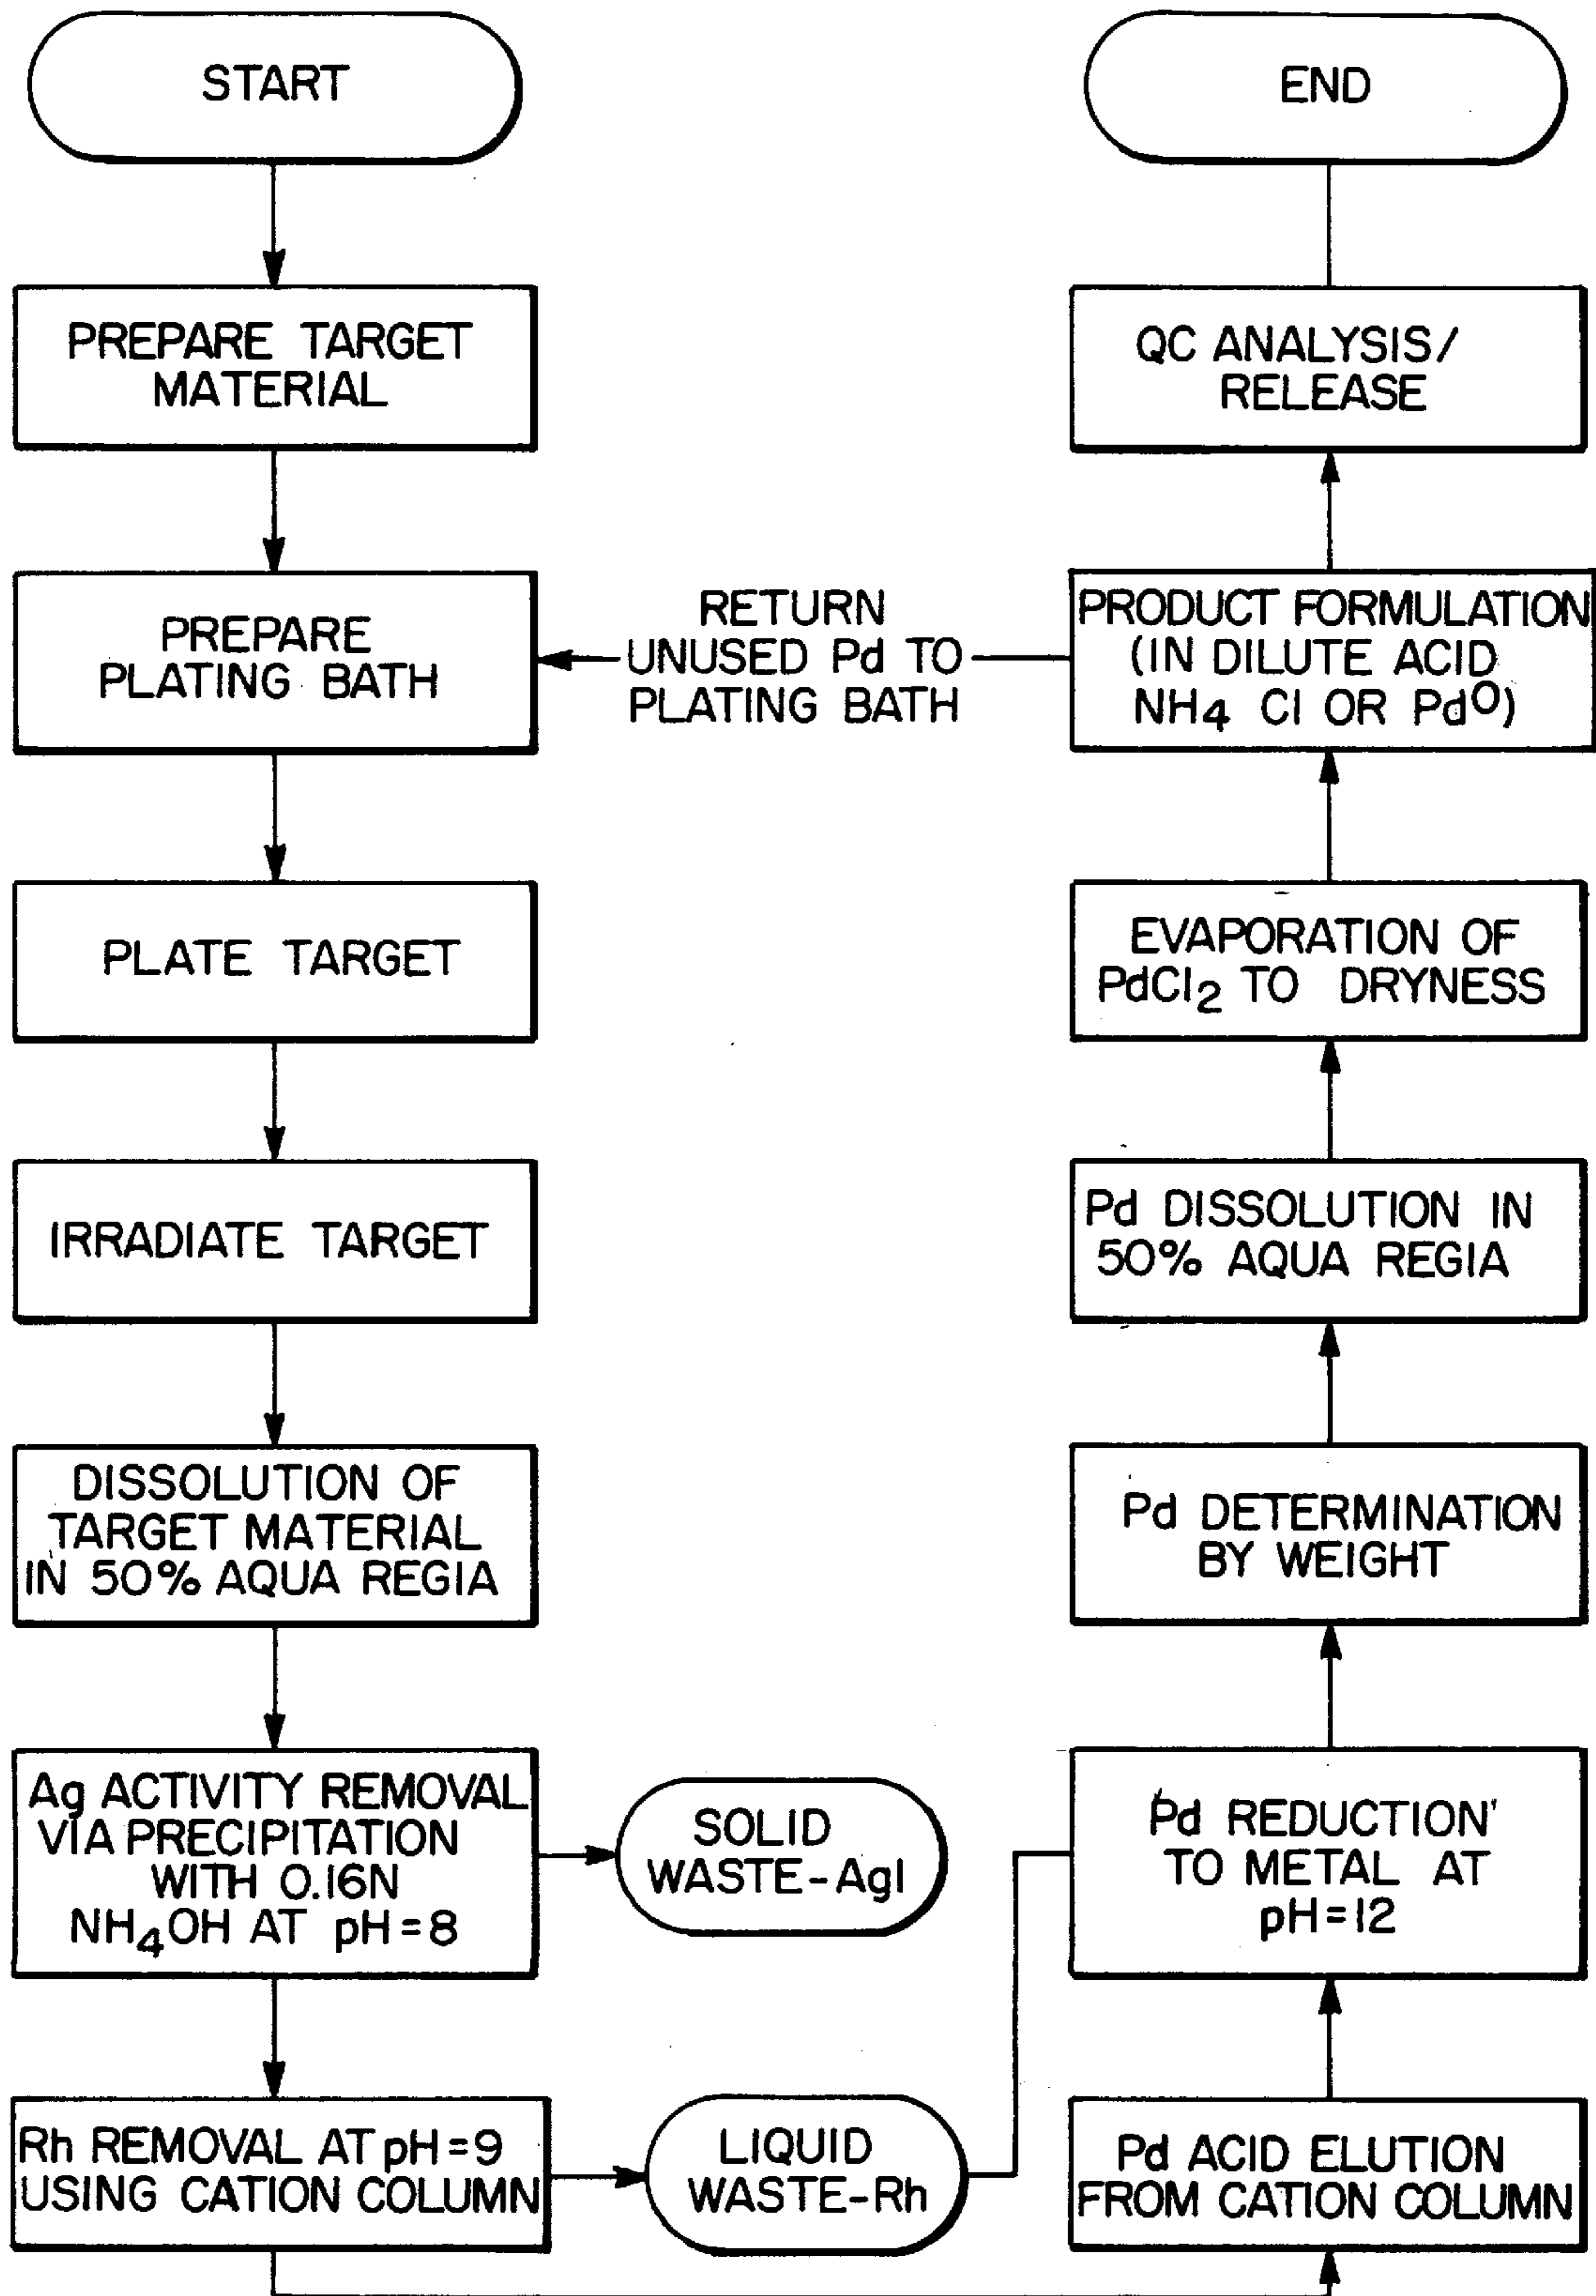 START
PREPARE TARGET
MATERIAL
PREPARE
PLATING BATH
PLATE TARGET
IRRADIATE TARGET
DISSOLUTION OF
TARGET MATERIAL
IN 50% AQUA REGIA
Ag ACTIVITY REMOVAL
VIA PRECIPITATION
WITH 0.16N
NH4OH AT pH=8
SOLID
WASTE-AgI
Rh REMOVAL AT pH=9
USING CATION COLUMN
LIQUID
WASTE-Rh
Pd ACID ELUTION
FROM CATION COLUMN
Pd REDUCTION
TO METAL AT
pH=12
Pd DETERMINATION
BY WEIGHT
Pd DISSOLUTION IN
50% AQUA REGIA
EVAPORATION OF
PdCl2 TO DRYNESS
PRODUCT FORMULATION
(IN DILUTE ACID
NH4 Cl OR Pd0)
RETURN
UNUSED Pd TO
PLATING BATH
QC ANALYSIS/
RELEASE
END